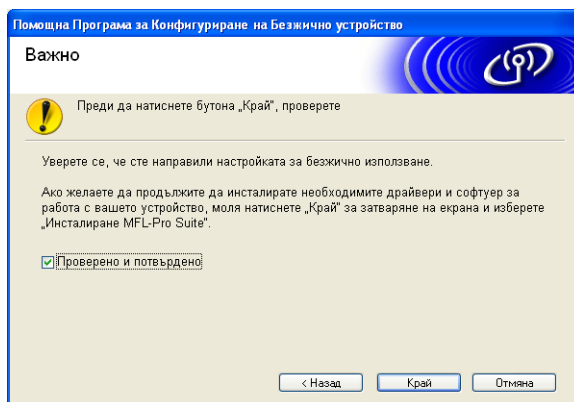 Помощна Програма за Конфигуриране на Безжично устройство
Важно
Преди да натиснете бутона „Край", проверете
Уверете се, че сте направили настройката за безжично използване.
Ако желаете да продължите да инсталирате необходимите драйвери и софтуер за
работа с вашето устройство, моля натиснете „Край" за затваряне на екрана и изберете
„Инсталиране MFL-Pro Suite".
Проверено и потвърдено
< Назад
Край
Отмяна